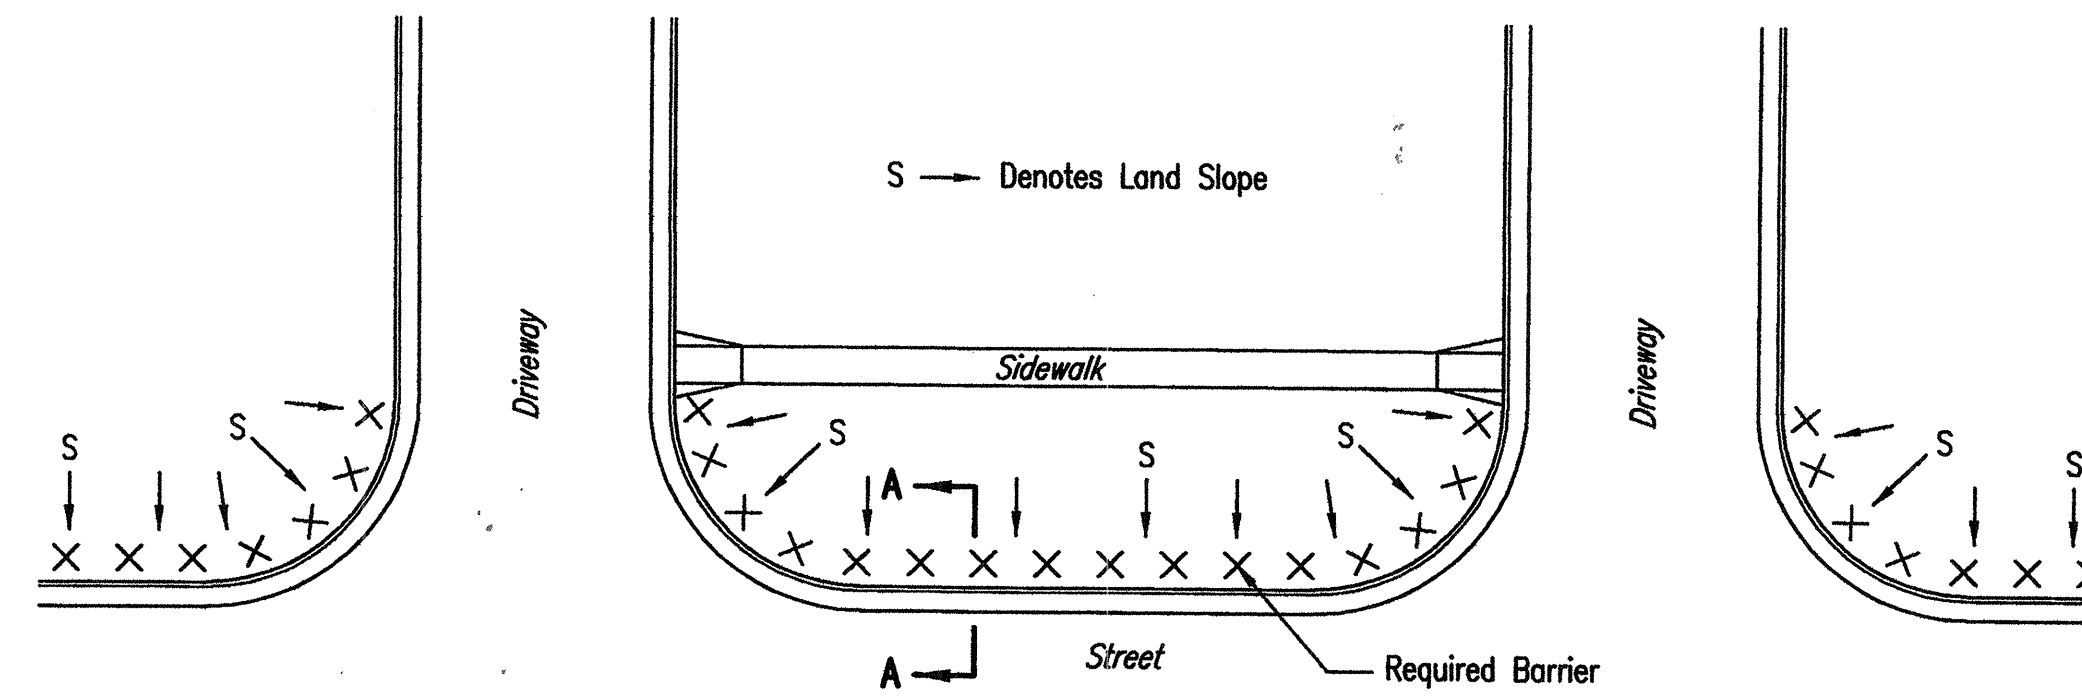 S → Denotes Land Slope
Driveway
Driveway
Sidewalk
S
S
S
S
S
S
S
A
A
Street
Required Barrier